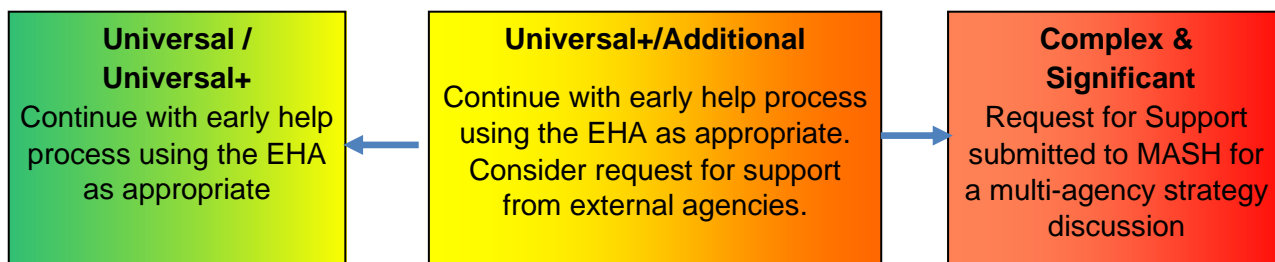 Universal /
Universal+
Continue with early help
process using the EHA
as appropriate
Universal+/Additional
Continue with early help process
using the EHA as appropriate.
Consider request for support
from external agencies.
Complex &
Significant
Request for Support
submitted to MASH for
a multi-agency strategy
discussion